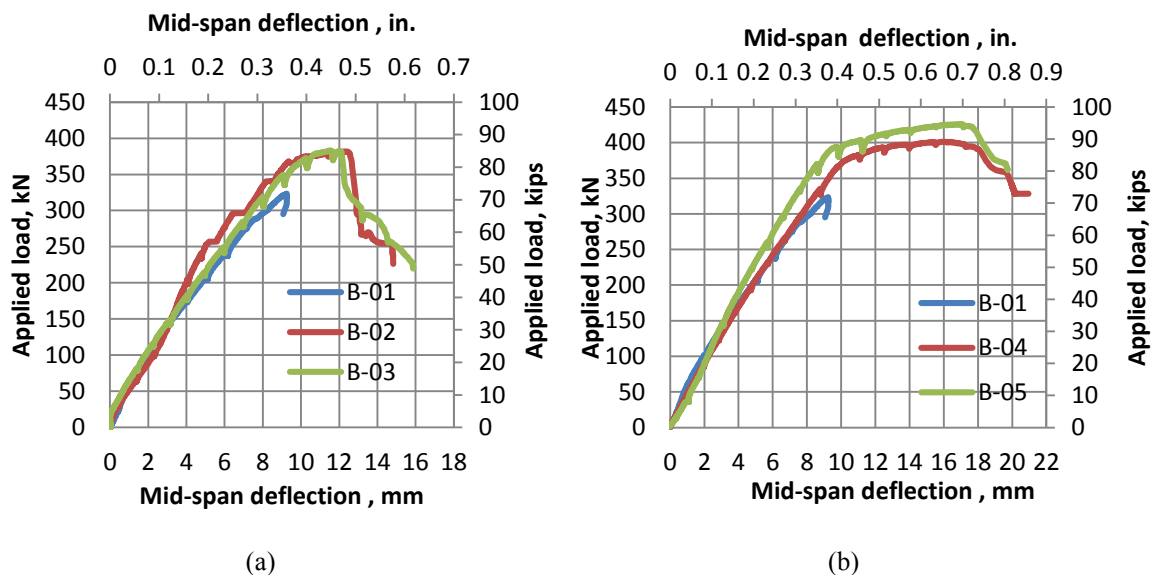 Mid-span deflection , in.
0 0.1 0.2 0.3 0.4 0.5 0.6 0.7
450
400
350
300
250
200
150
100
50
0
Applied load, kN
100
90
80
70
60
50
40
30
20
10
0
Applied load, kips
B-01
B-02
B-03
0 2 4 6 8 10 12 14 16 18
Mid-span deflection , mm
(a)
Mid-span deflection, in.
0 0.1 0.2 0.3 0.4 0.5 0.6 0.7 0.8 0.9
450
400
350
300
250
200
150
100
50
0
Applied load, kN
100
90
80
70
60
50
40
30
20
10
0
Applied load, kips
B-01
B-04
B-05
0 2 4 6 8 10 12 14 16 18 20 22
Mid-span deflection , mm
(b)